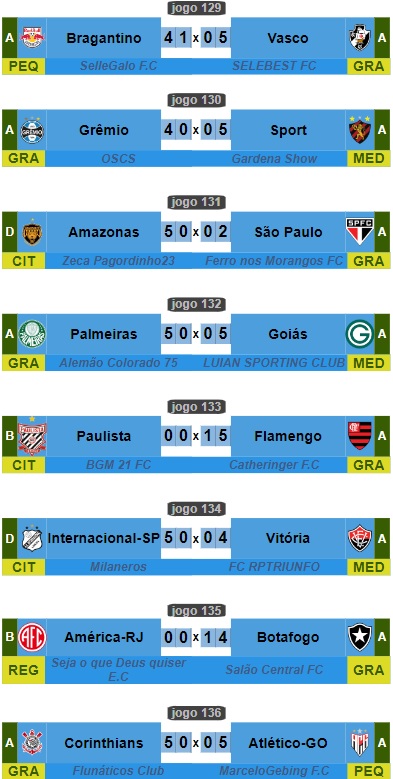 jogo 129
A Bragantino 4 1 x 0 5 Vasco A
PEQ SelleGalo F.C SELEBEST FC GRA
jogo 130
A Grêmio 4 0 x 0 5 Sport A
GRA OSCS Gardena Show MED
jogo 131
D Amazonas 5 0 x 0 2 São Paulo A
CIT Zeca Pagordinho23 Ferro nos Morangos FC GRA
jogo 132
A Palmeiras 5 0 x 0 5 Goiás A
GRA Alemão Colorado 75 LUIAN SPORTING CLUB MED
jogo 133
B Paulista 0 0 x 1 5 Flamengo A
CIT BGM 21 FC Catheringer F.C GRA
jogo 134
D Internacional-SP 5 0 x 0 4 Vitória A
CIT Milaneros FC RPTRIUNFO MED
jogo 135
B América-RJ 0 0 x 1 4 Botafogo A
REG Seja o que Deus quiser E.C Salão Central FC GRA
jogo 136
A Corinthians 5 0 x 0 5 Atlético-GO A
GRA Flunáticos Club MarceloGebing F.C PEQ